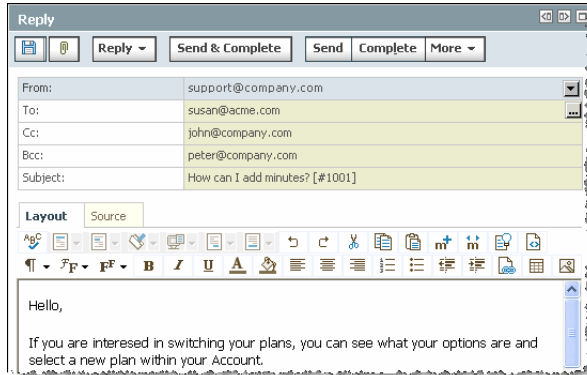 Reply
Reply Send & Complete Send Complete More
From: support@company.com
To: susan@acme.com
Cc: john@company.com
Bcc: peter@company.com
Subject: How can I add minutes? [#1001]
Layout Source
ABC
B I U A
Hello,
If you are interesed in switching your plans, you can see what your options are and
select a new plan within your Account.